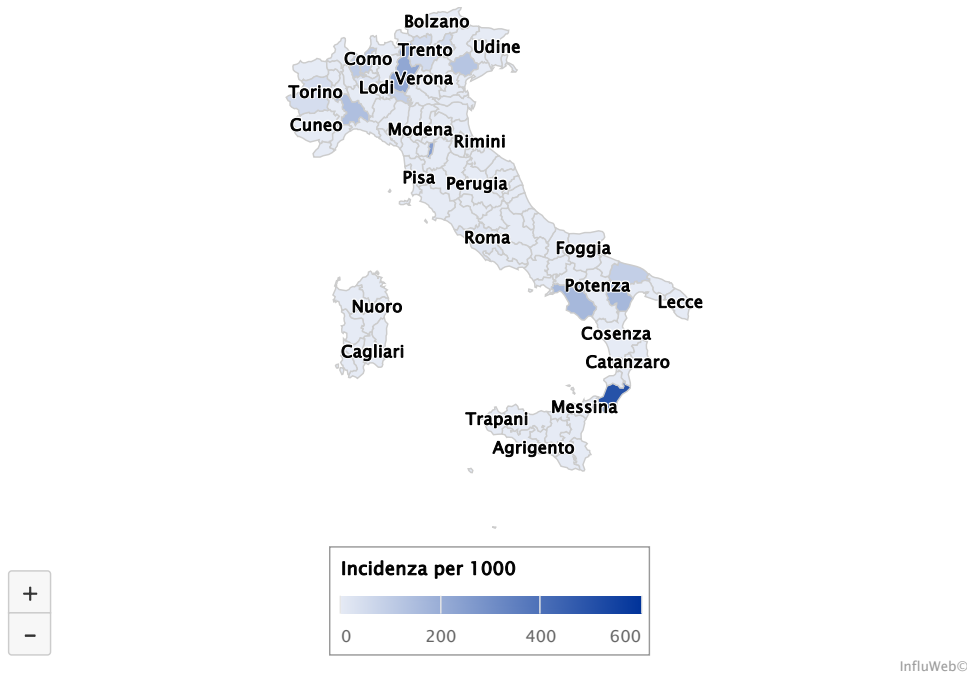 Bolzano
Trento
Udine
Como
Verona
Lodi
Torino
Cuneo
Modena
Rimini
Pisa
Perugia
Roma
Foggia
Potenza
Lecce
Nuoro
Cosenza
Cagliari
Catanzaro
Messina
Trapani
Agrigento
Incidenza per 1000
0 200 400 600
+
−
InfluWeb©